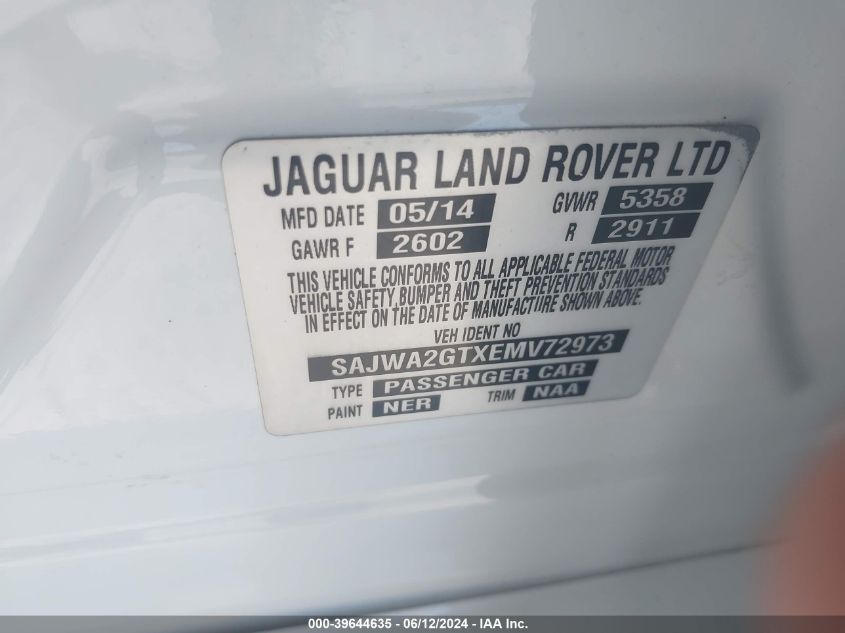 JAGUAR LAND ROVER LTD
MFD DATE 05/14 GVWR 5358
GAWR F 2602 R 2911
THIS VEHICLE CONFORMS TO ALL APPLICABLE FEDERAL MOTOR
VEHICLE SAFETY, BUMPER AND THEFT PREVENTION STANDARDS
IN EFFECT ON THE DATE OF MANUFACTURE SHOWN ABOVE.
VEH IDENT NO
SAJWA2GTXEMV72973
TYPE PASSENGER CAR
PAINT NER TRIM NAA
000-39644635 - 06/12/2024 - IAA Inc.